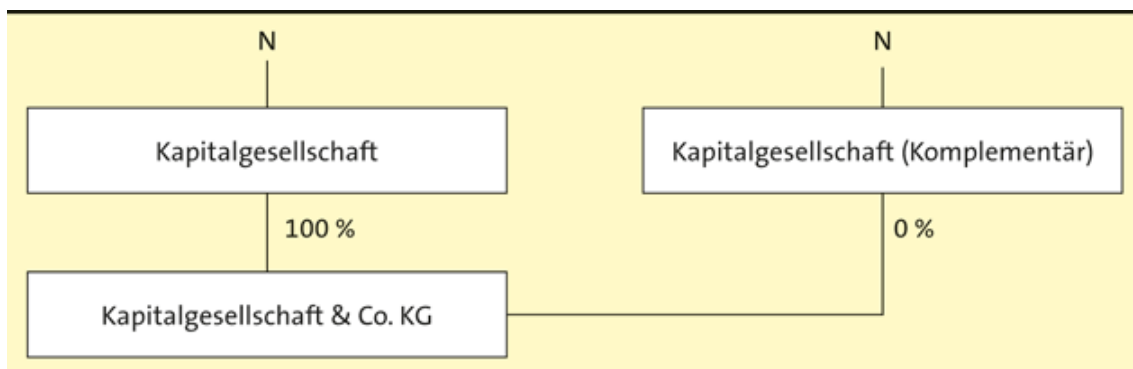 N
N
Kapitalgesellschaft
Kapitalgesellschaft (Komplementär)
100 %
0 %
Kapitalgesellschaft & Co. KG